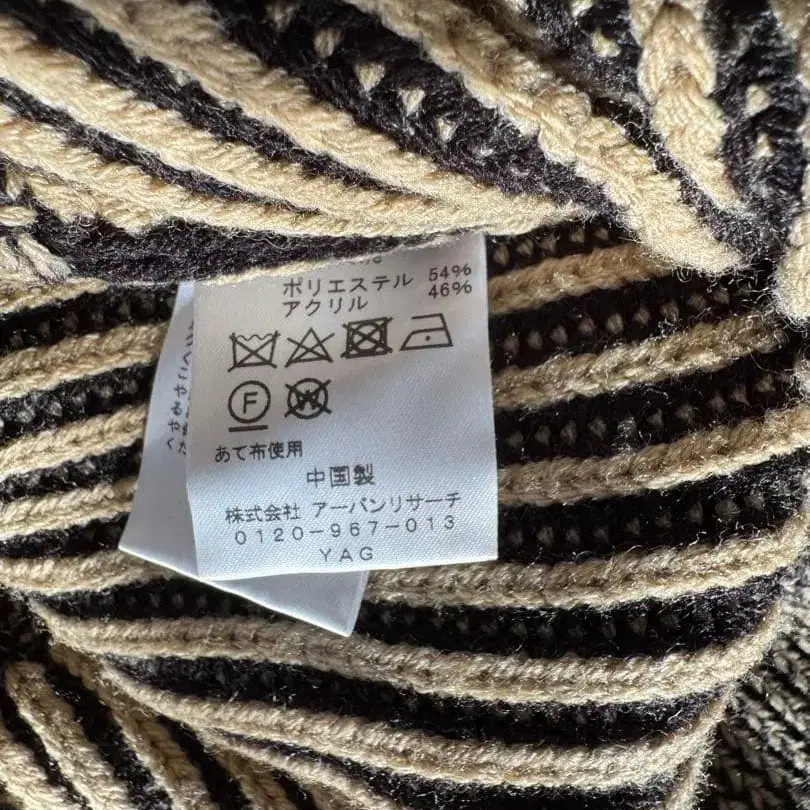 ポリエステル 54%
アクリル 46%
F
W
あて布使用
中国製
株式会社 アーバンリサーチ
0120-967-013
YAG